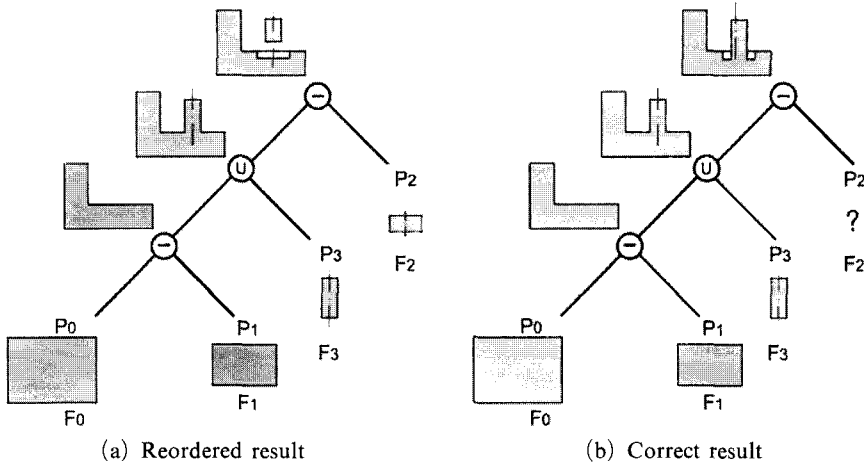 −
−
U
U
P2
P2
F2
?
F2
−
−
P3
P3
F3
F3
P0
P1
P0
P1
F0
F1
F0
F1
(a) Reordered result
(b) Correct result